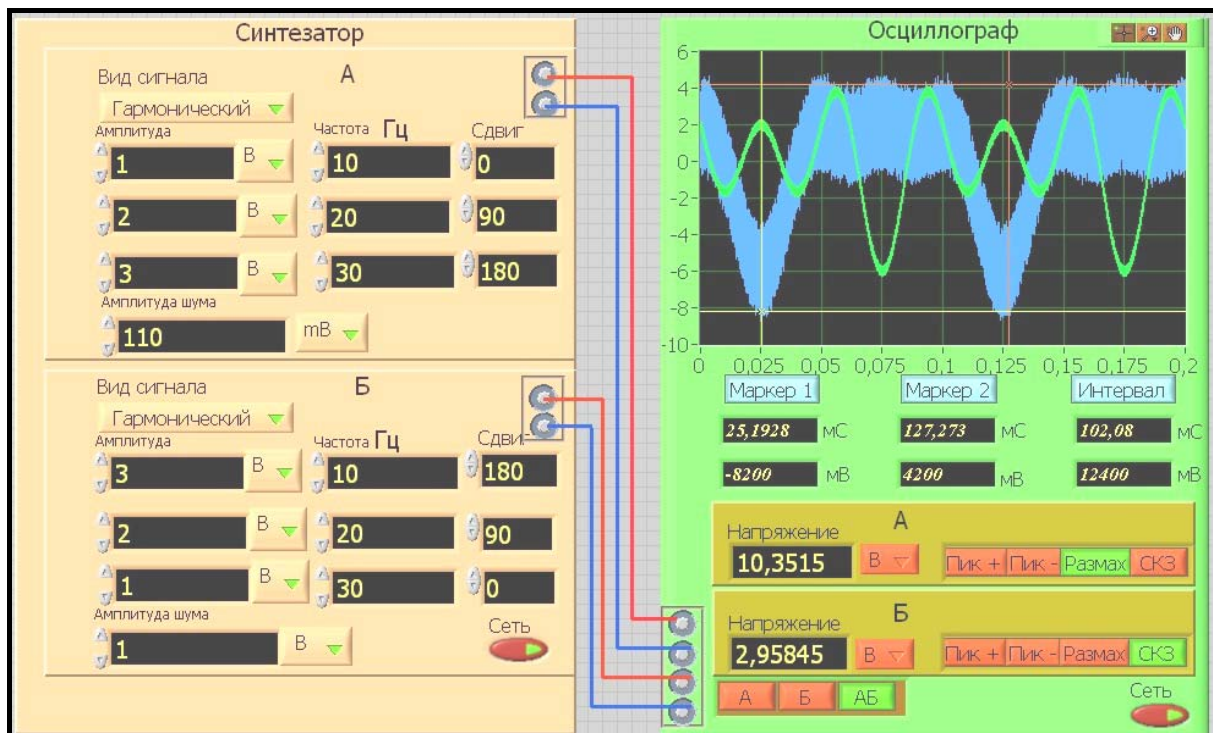 Синтезатор
Вид сигнала А
Гармонический
Амплитуда Частота Гц Сдвиг
1 В 10 0
2 В 20 90
3 В 30 180
Амплитуда шума
110 mВ
Вид сигнала Б
Гармонический
Амплитуда Частота Гц Сдвиг
3 В 10 180
2 В 20 90
1 В 30 0
Амплитуда шума
1 В
Сеть
Осциллограф
6
4
2
0
-2
-4
-6
-8
-10
0 0,025 0,05 0,075 0,1 0,125 0,15 0,175 0,2
Маркер 1 Маркер 2 Интервал
25,1928 мС 127,273 мС 102,08 мС
-8200 мВ 4200 мВ 12400 мВ
Напряжение А
10,3515 В Пик + Пик - Размах СКЗ
Напряжение Б
2,95845 В Пик + Пик - Размах СКЗ
А Б АБ
Сеть